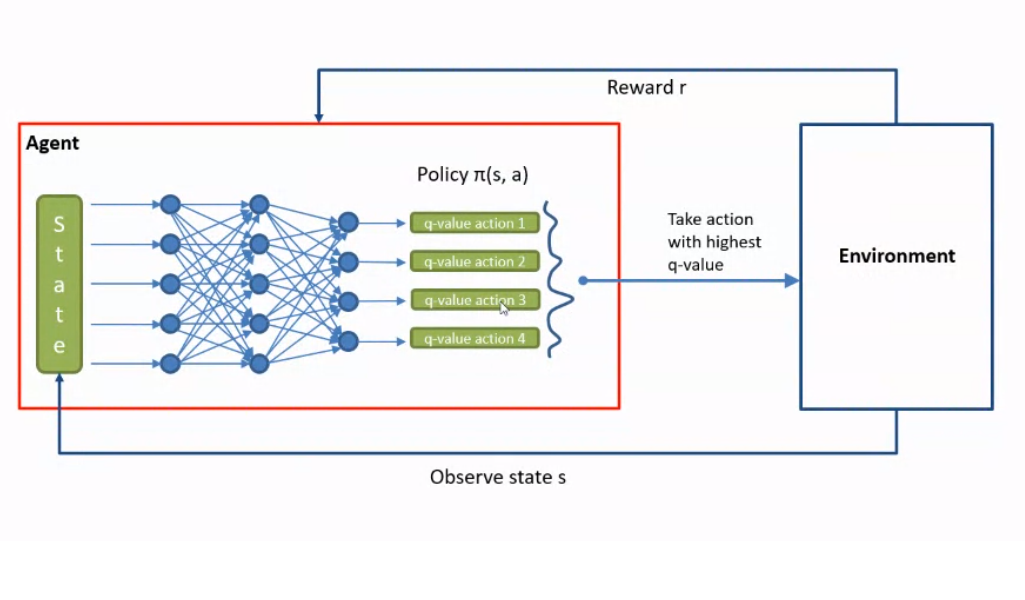 Reward r
Agent
Policy π(s, a)
S
t
a
t
e
q-value action 1
q-value action 2
q-value action 3
q-value action 4
Take action
with highest
q-value
Environment
Observe state s